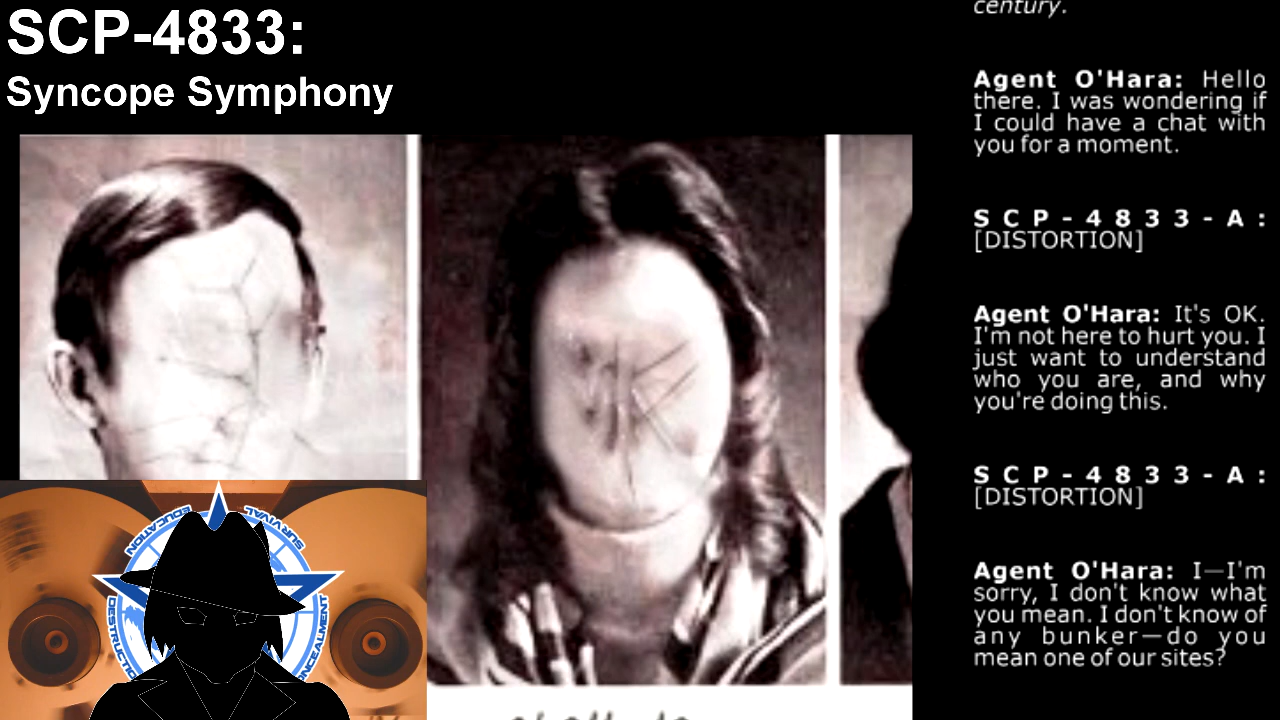 SCP-4833:
Syncope Symphony
century.
Agent O'Hara: Hello
there. I was wondering if
I could have a chat with
you for a moment.
SCP-4833-A:
[DISTORTION]
Agent O'Hara: It's OK.
I'm not here to hurt you. I
just want to understand
who you are, and why
you're doing this.
SCP-4833-A:
[DISTORTION]
Agent O'Hara: I—I'm
sorry, I don't know what
you mean. I don't know of
any bunker—do you
mean one of our sites?
EDUCATION
SURVIVAL